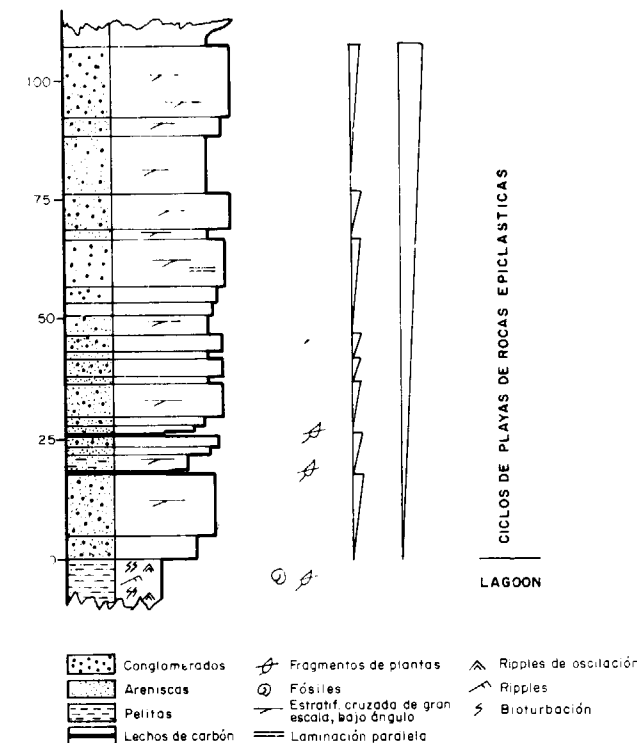 100
75
50
25
0
CICLOS DE PLAYAS DE ROCAS EPICLASTICAS
LAGOON
Conglomerados
Areniscas
Pelitas
Lechos de carbón
Fragmentos de plantas
Fósiles
Estratif. cruzada de gran
escala, bajo ángulo
Laminación paralela
Ripples de oscilación
Ripples
Bioturbación